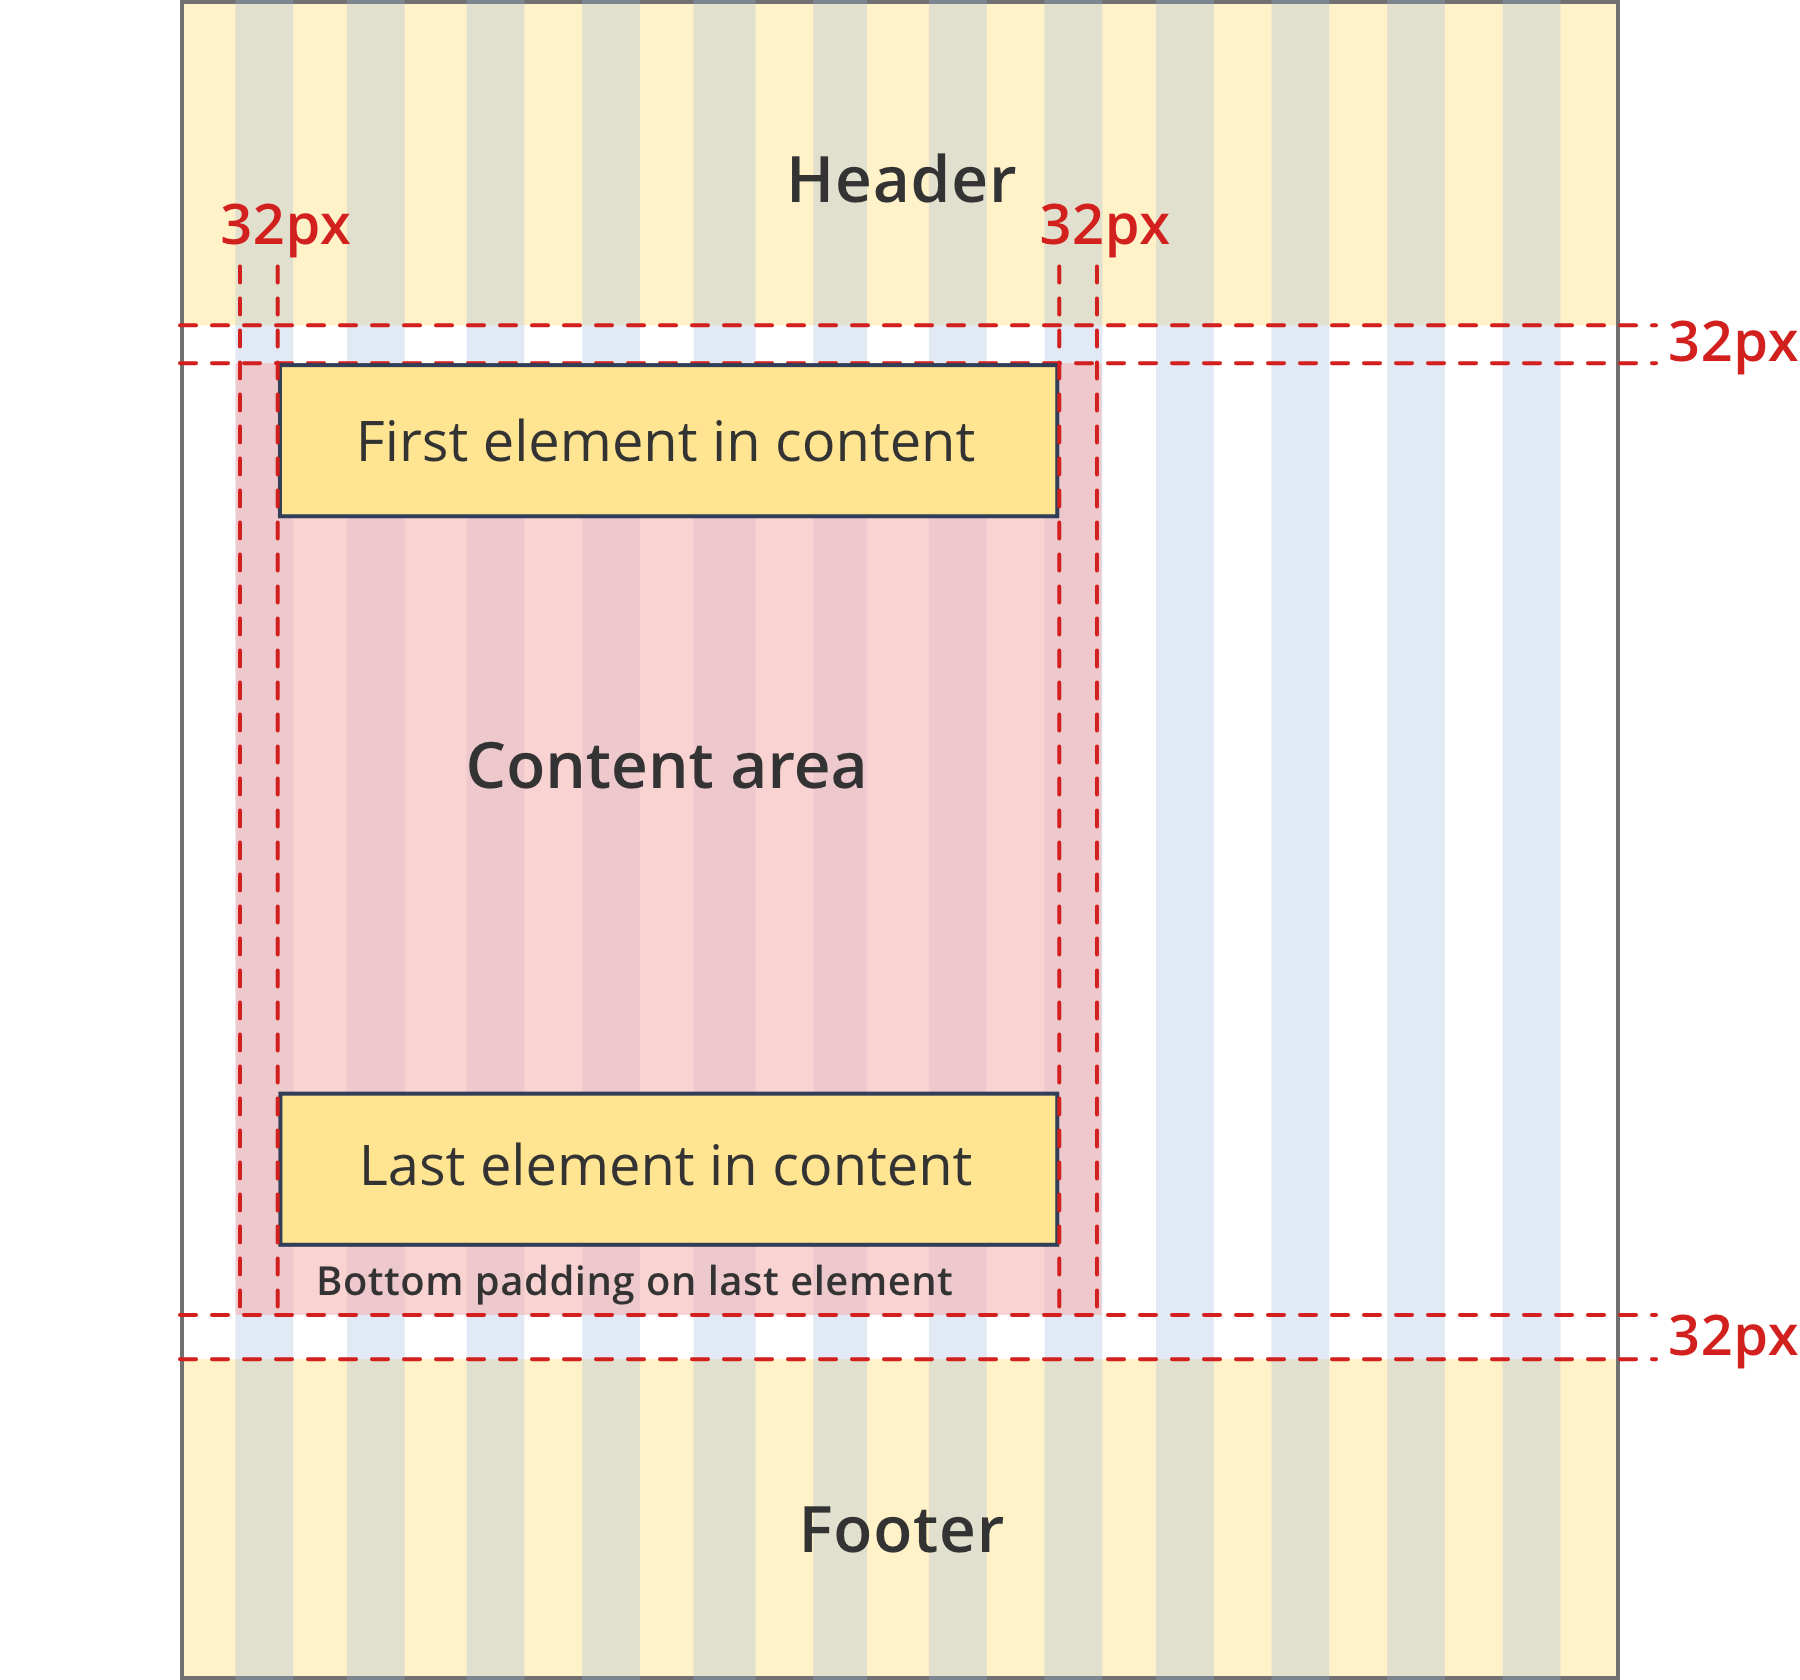 Header
32px
32px
32px
First element in content
Content area
Last element in content
Bottom padding on last element
32px
Footer